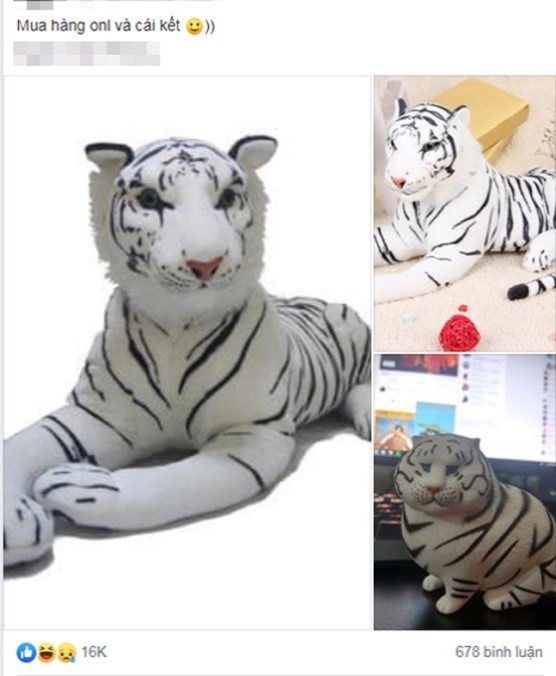 Mua hàng onl và cái kết 🙂))
16K
678 bình luận